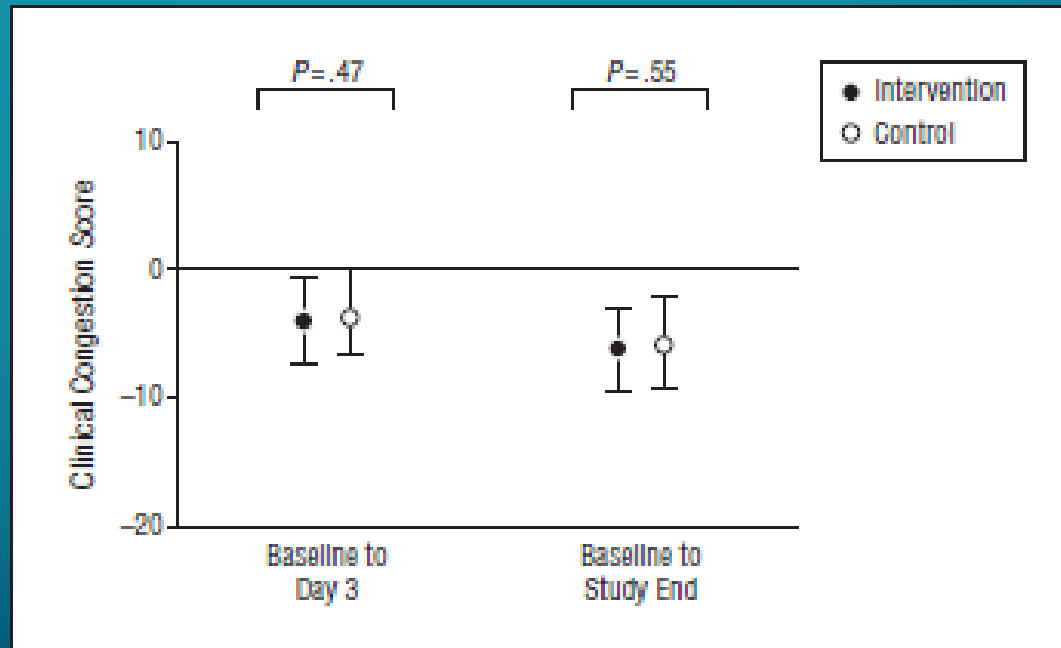 P=.47
P=.55
Intervention
Control
Clinical Congestion Score
10
0
–10
–20
Baseline to
Day 3
Baseline to
Study End